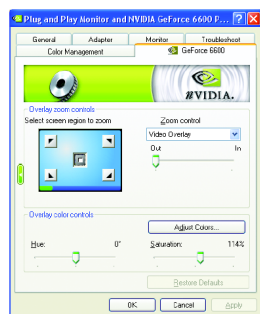 Plug and Play Monitor and NVIDIA GeForce 6600 P...
General Adapter Monitor Troubleshoot
Color Management GeForce 6600
nVIDIA.
Overlay zoom controls
Select screen region to zoom
Zoom control
Video Overlay
Out In
Overlay color controls
Adjust Colors...
Hue: 0° Saturation: 114%
Restore Defaults
OK Cancel Apply